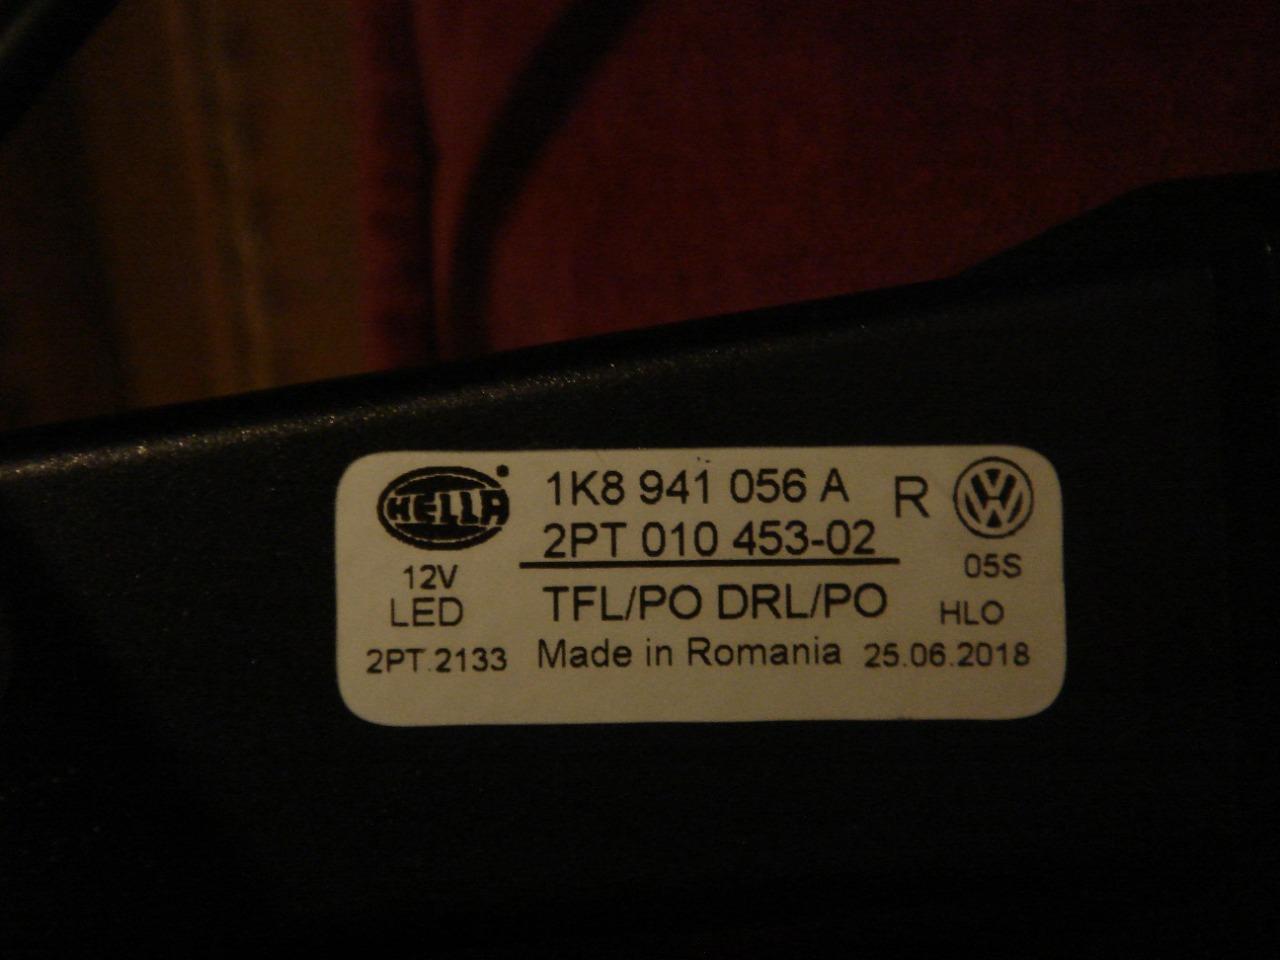 HELLA
1K8 941 056 A R
2PT 010 453-02
12V
LED
TFL/PO DRL/PO
05S
HLO
2PT.2133 Made in Romania 25.06.2018